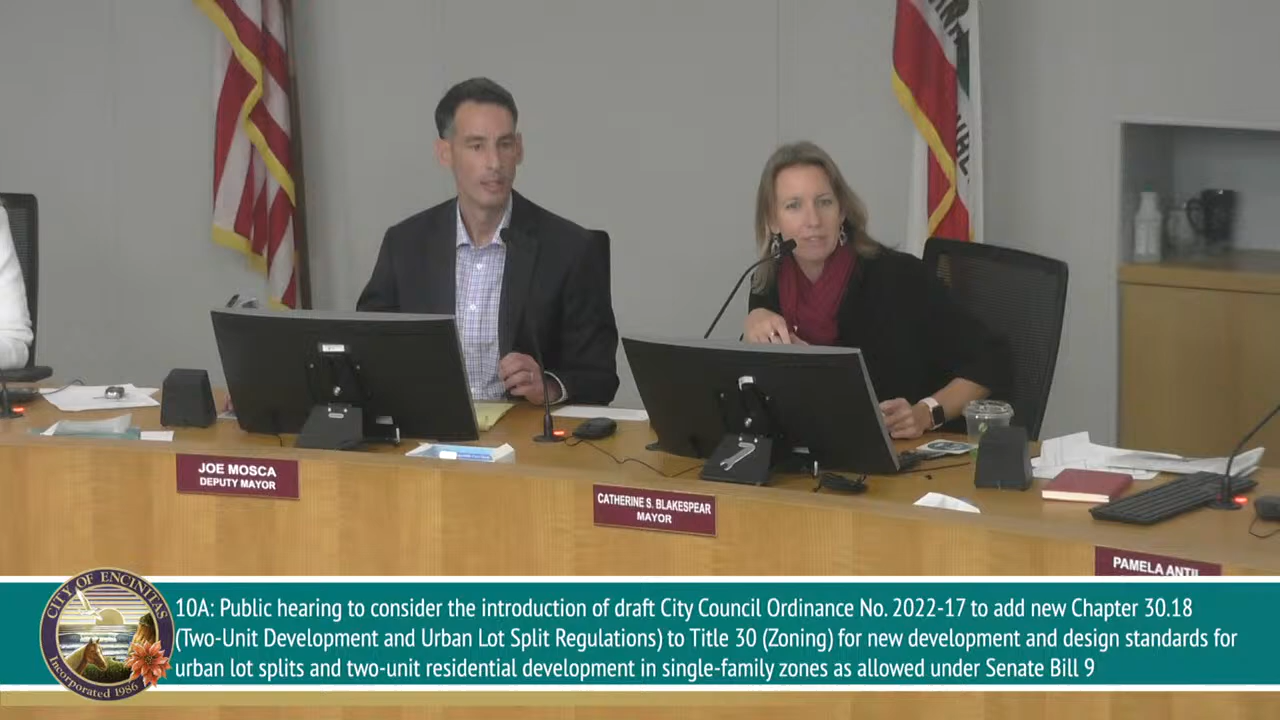 JOE MOSCA
DEPUTY MAYOR
CATHERINE S. BLAKESPEAR
MAYOR
PAMELA ANTIL
CITY OF ENCINITAS
Incorporated 1986
10A: Public hearing to consider the introduction of draft City Council Ordinance No. 2022-17 to add new Chapter 30.18
(Two-Unit Development and Urban Lot Split Regulations) to Title 30 (Zoning) for new development and design standards for
urban lot splits and two-unit residential development in single-family zones as allowed under Senate Bill 9